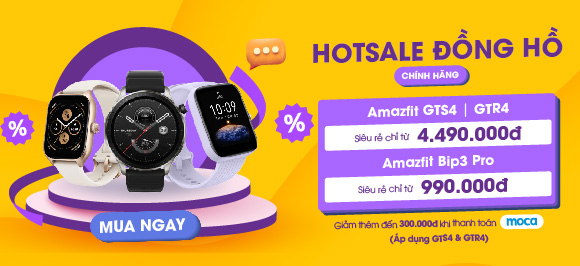 HOTSALE ĐỒNG HỒ
CHÍNH HÃNG
Amazfit GTS4 | GTR4
Siêu rẻ chỉ từ 4.490.000đ
Amazfit Bip3 Pro
Siêu rẻ chỉ từ 990.000đ
Giảm thêm đến 300.000đ khi thanh toán moca
(Áp dụng GTS4 & GTR4)
%
%
MUA NGAY